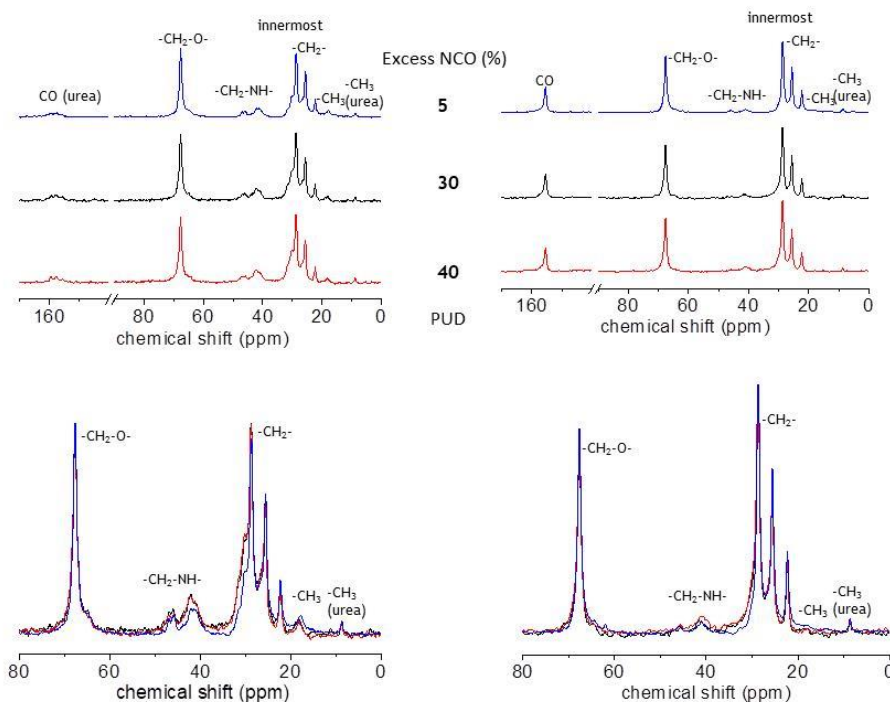 -CH₂-O-
innermost
-CH₂-
-CH₂-NH-
CO (urea)
-CH₃
-CH₃
(urea)
160
80
60
40
20
0
chemical shift (ppm)
Excess NCO (%)
5
30
40
PUD
innermost
-CH₂-
CO
-CH₂-O-
-CH₃
(urea)
-CH₂-NH-
-CH₃
160
80
60
40
20
0
chemical shift (ppm)
-CH₂-O-
-CH₂-
-CH₂-NH-
-CH₃
-CH₃
(urea)
80
60
40
20
0
chemical shift (ppm)
-CH₂-
-CH₂-O-
-CH₂-NH-
-CH₃
-CH₃
(urea)
80
60
40
20
0
chemical shift (ppm)